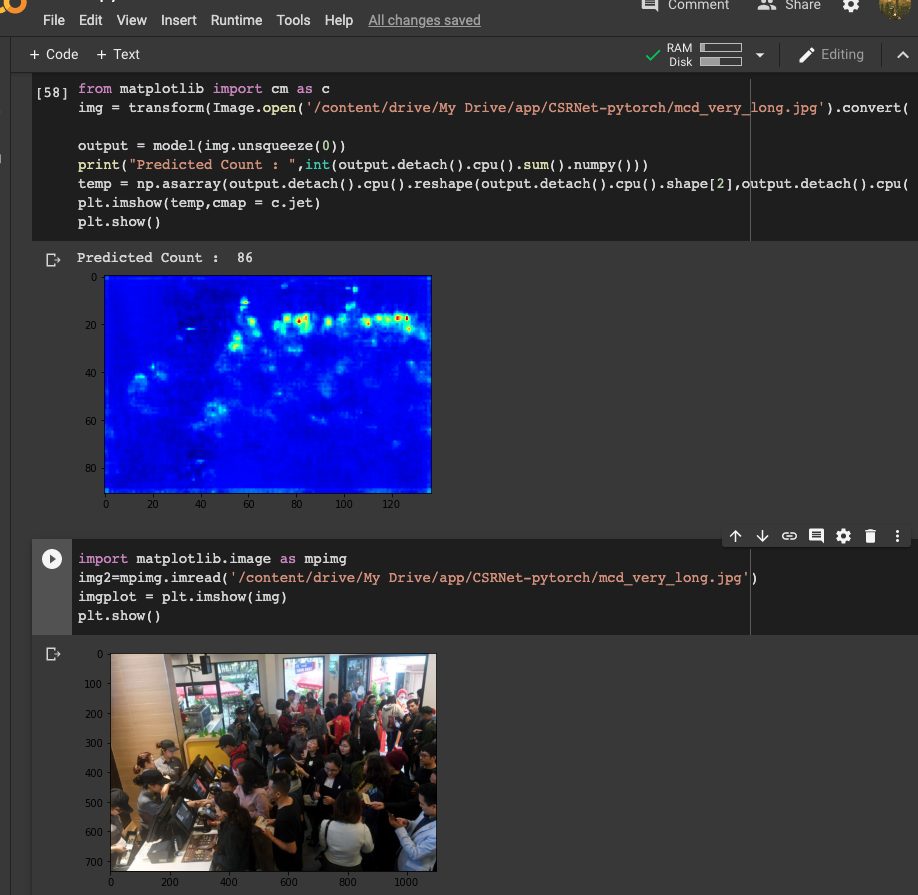 File Edit View Insert Runtime Tools Help All changes saved
Comment Share
+ Code + Text
RAM
Disk
Editing
[58]
from matplotlib import cm as c
img = transform(Image.open('/content/drive/My Drive/app/CSRNet-pytorch/mcd_very_long.jpg').convert(
output = model(img.unsqueeze(0))
print("Predicted Count : ",int(output.detach().cpu().sum().numpy()))
temp = np.asarray(output.detach().cpu().reshape(output.detach().cpu().shape[2],output.detach().cpu(
plt.imshow(temp,cmap = c.jet)
plt.show()
Predicted Count : 86
0
20
40
60
80
0 20 40 60 80 100 120
import matplotlib.image as mpimg
img2=mpimg.imread('/content/drive/My Drive/app/CSRNet-pytorch/mcd_very_long.jpg')
imgplot = plt.imshow(img)
plt.show()
0
100
200
300
400
500
600
700
0 200 400 600 800 1000